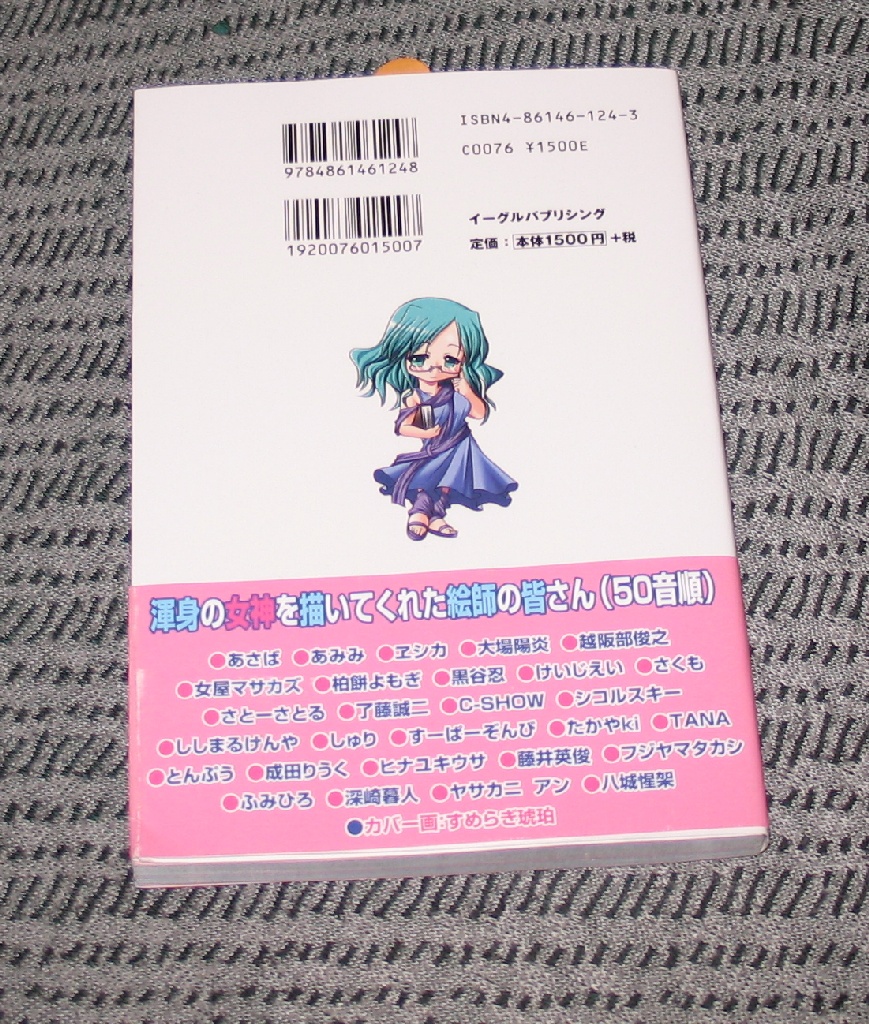 ISBN4-86146-124-3
C0076 ¥1500E
9784861461248
1920076015007
イーグルパブリシング
定価：本体1500円+税
渾身の女神を描いてくれた絵師の皆さん（50音順）
●あさば ●あみみ ●ヱシカ ●大場陽炎 ●越阪部俊之
●女屋マサカズ ●柏餅よもぎ ●黒谷忍 ●けいじえい ●さくも
●さとーさとる ●了藤誠二 ●C-SHOW ●シコルスキー
●ししまるけんや ●しゅり ●すーぱーぞんび ●たかやki ●TANA
●とんぷう ●成田りうく ●ヒナユキウサ ●藤井英俊 ●フジヤマタカシ
●ふみひろ ●深崎暮人 ●ヤサカニ アン ●八城惺架
●カバー画:すめらぎ琥珀